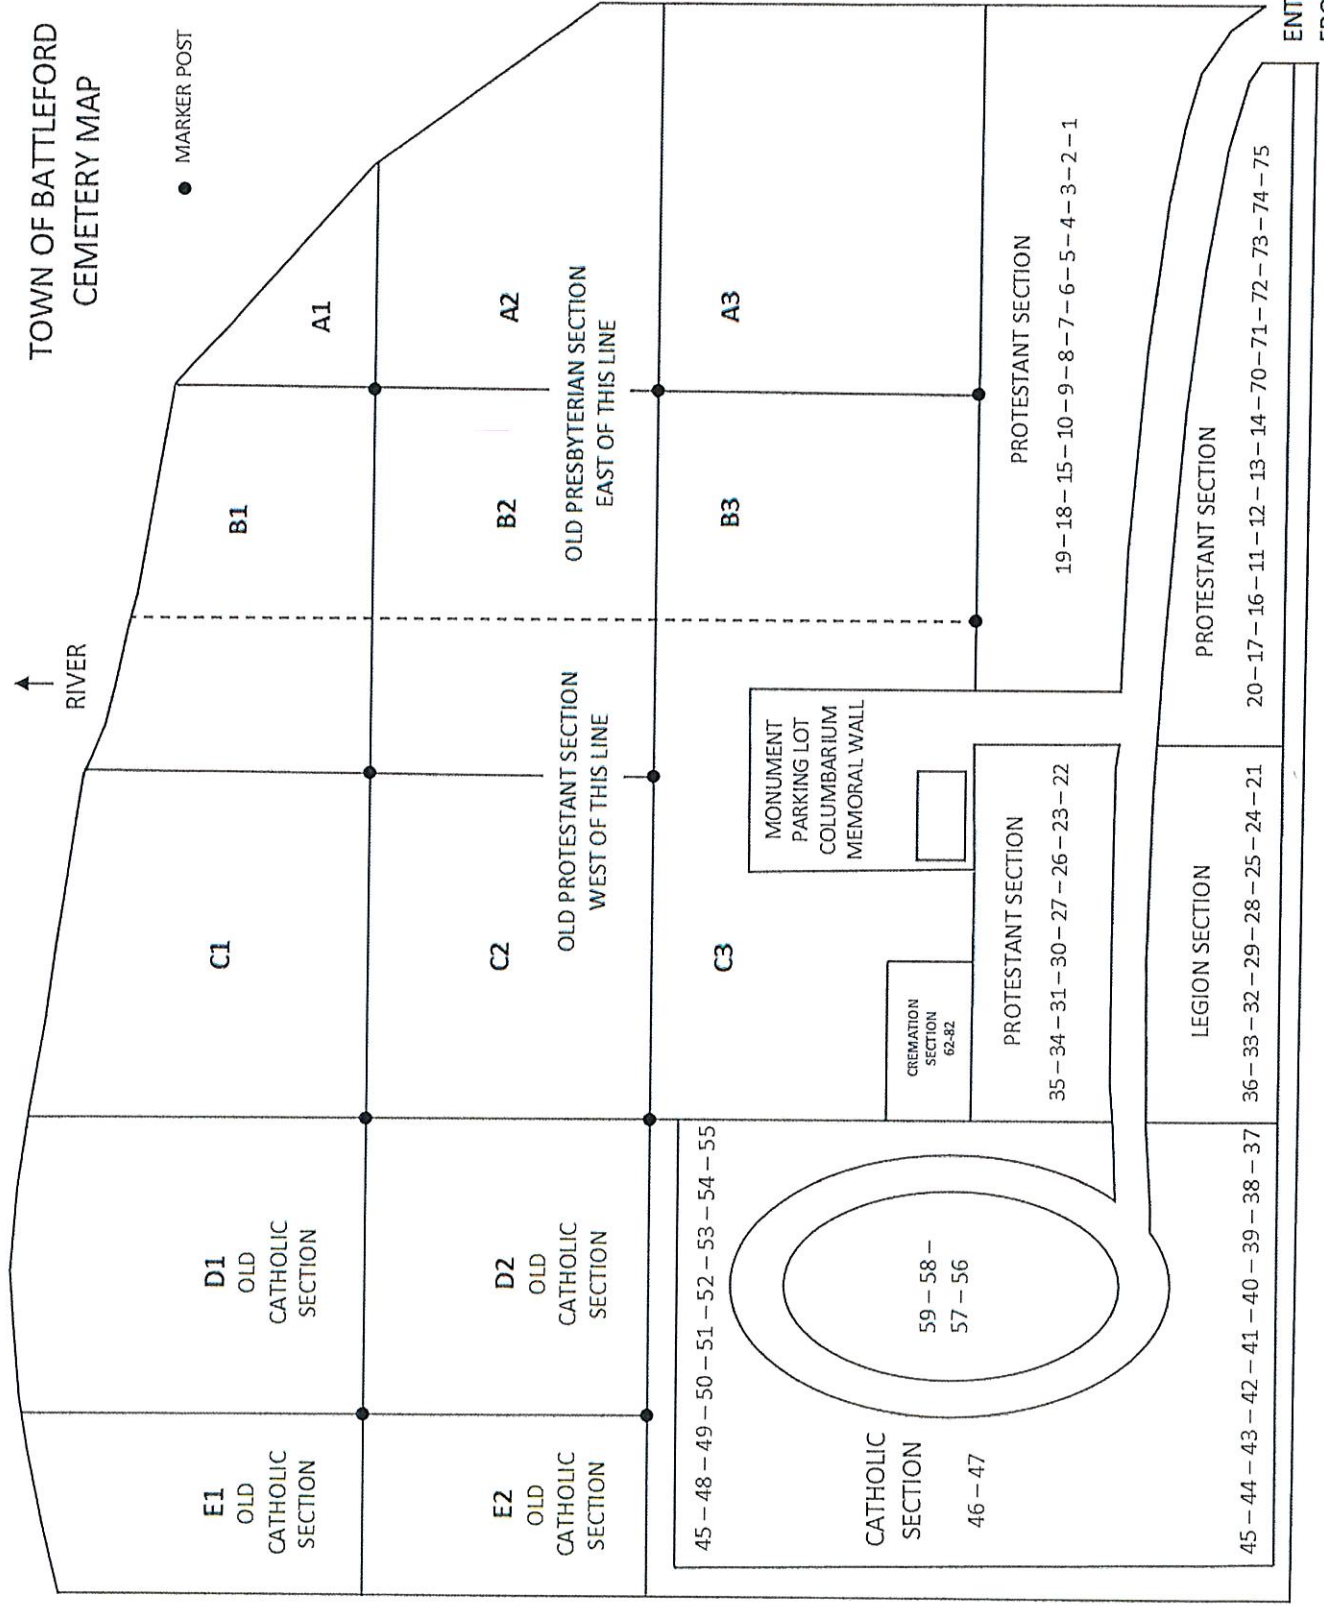 TOWN OF BATTLEFORD
CEMETERY MAP
MARKER POST
RIVER
A1
B1
C1
D1
OLD
CATHOLIC
SECTION
E1
OLD
CATHOLIC
SECTION
A2
B2
C2
D2
OLD
CATHOLIC
SECTION
E2
OLD
CATHOLIC
SECTION
OLD PRESBYTERIAN SECTION
EAST OF THIS LINE
OLD PROTESTANT SECTION
WEST OF THIS LINE
A3
B3
C3
MONUMENT
PARKING LOT
COLUMBARIUM
MEMORAL WALL
CREMATION
SECTION
62-82
PROTESTANT SECTION
19 – 18 – 15 – 10 – 9 – 8 – 7 – 6 – 5 – 4 – 3 – 2 – 1
PROTESTANT SECTION
35 – 34 – 31 – 30 – 27 – 26 – 23 – 22
45 – 48 – 49 – 50 – 51 – 52 – 53 – 54 – 55
59 – 58 –
57 – 56
CATHOLIC
SECTION
46 – 47
45 – 44 – 43 – 42 – 41 – 40 – 39 – 38 – 37
LEGION SECTION
36 – 33 – 32 – 29 – 28 – 25 – 24 – 21
PROTESTANT SECTION
20 – 17 – 16 – 11 – 12 – 13 – 14 – 70 – 71 – 72 – 73 – 74 – 75
ENT